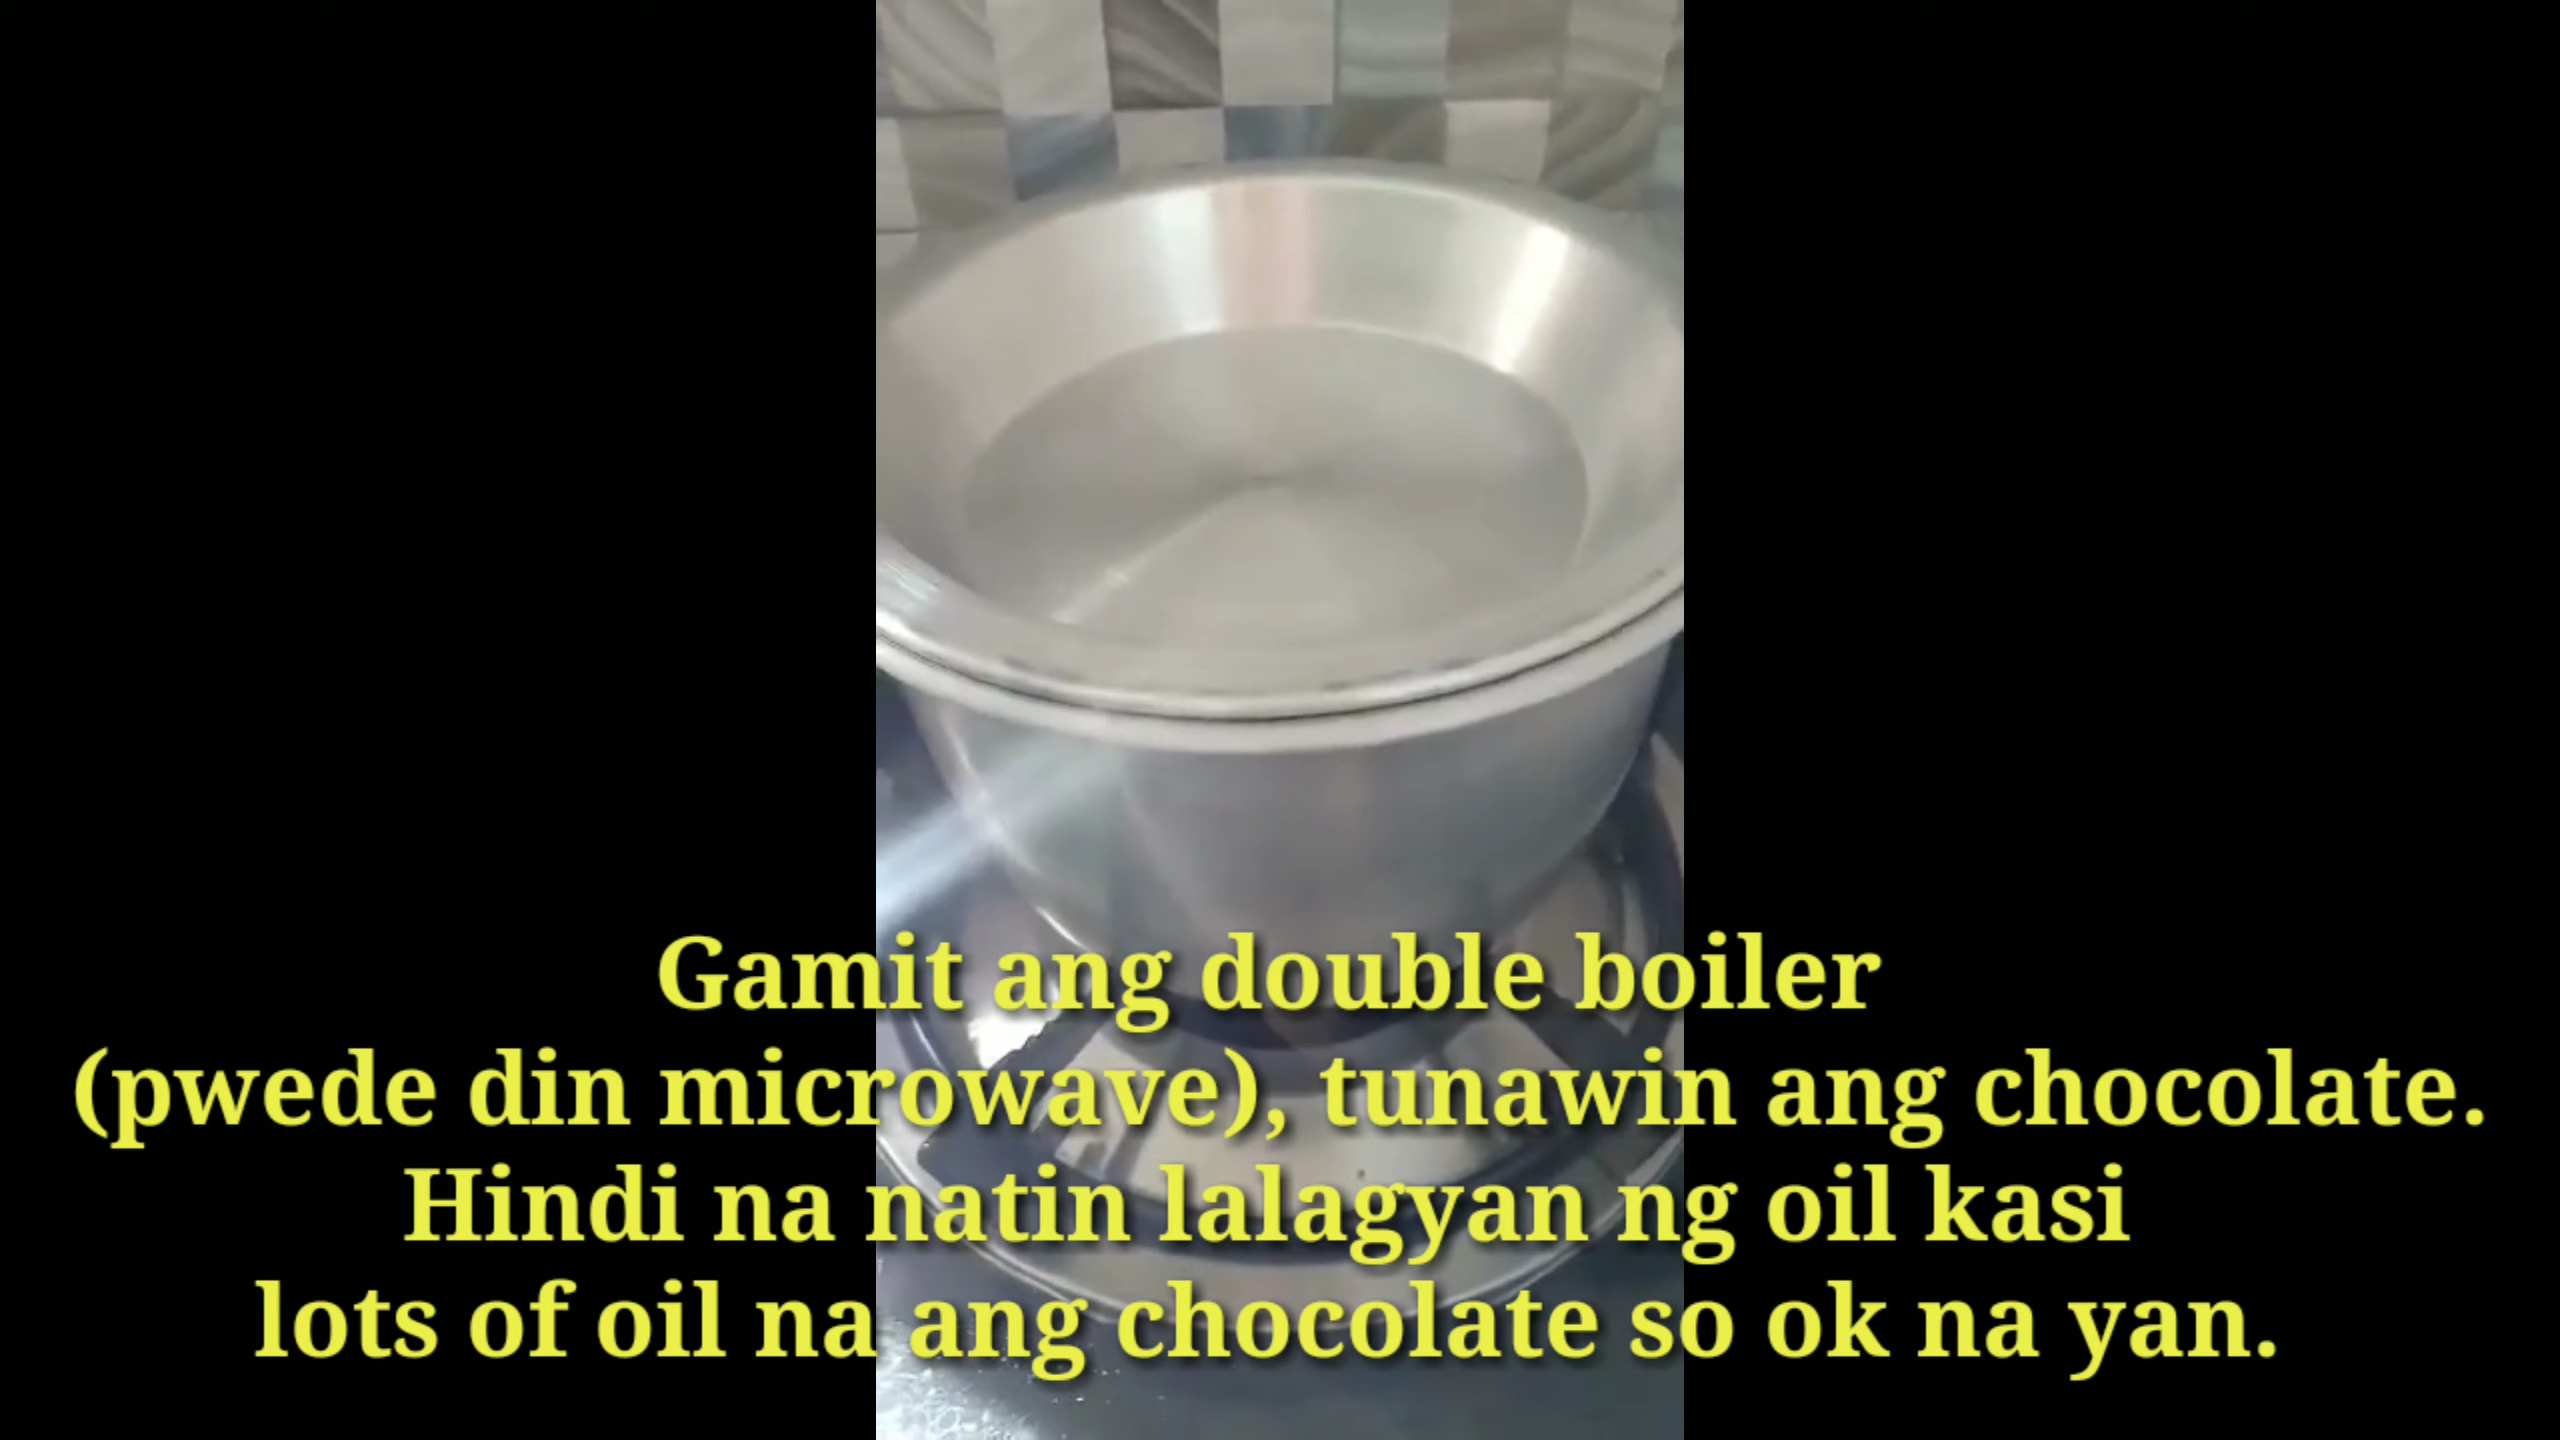 Gamit ang double boiler
(pwede din microwave), tunawin ang chocolate.
Hindi na natin lalagyan ng oil kasi
lots of oil na ang chocolate so ok na yan.